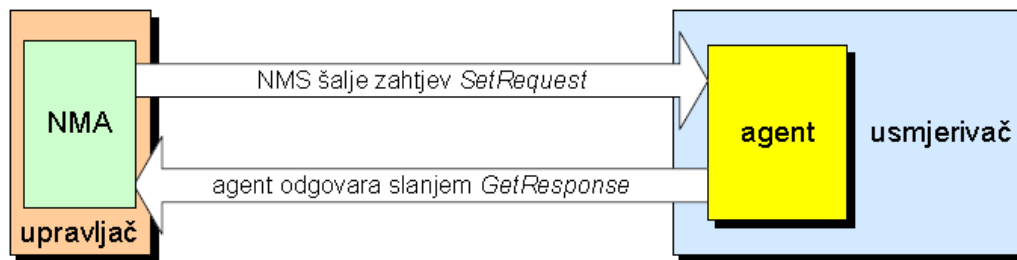 NMS šalje zahtjev SetRequest
NMA
agent
usmjerivač
agent odgovara slanjem GetResponse
upravljač